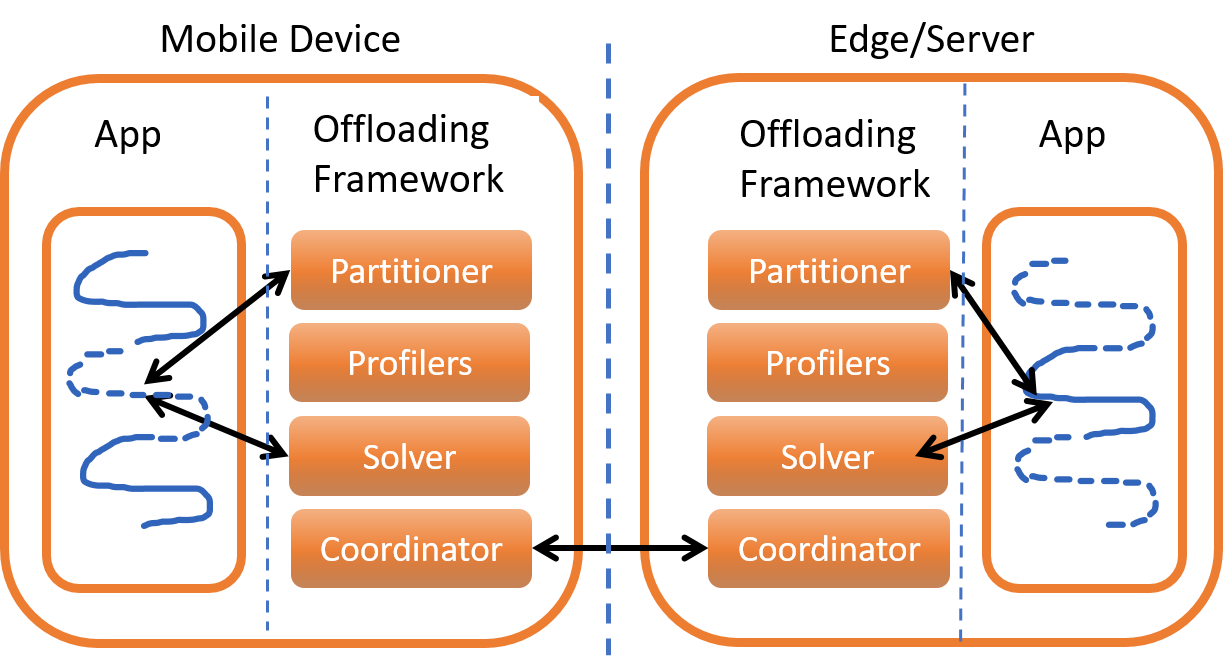 Mobile Device
App
Offloading
Framework
Partitioner
Profilers
Solver
Coordinator
Edge/Server
Offloading
Framework
App
Partitioner
Profilers
Solver
Coordinator